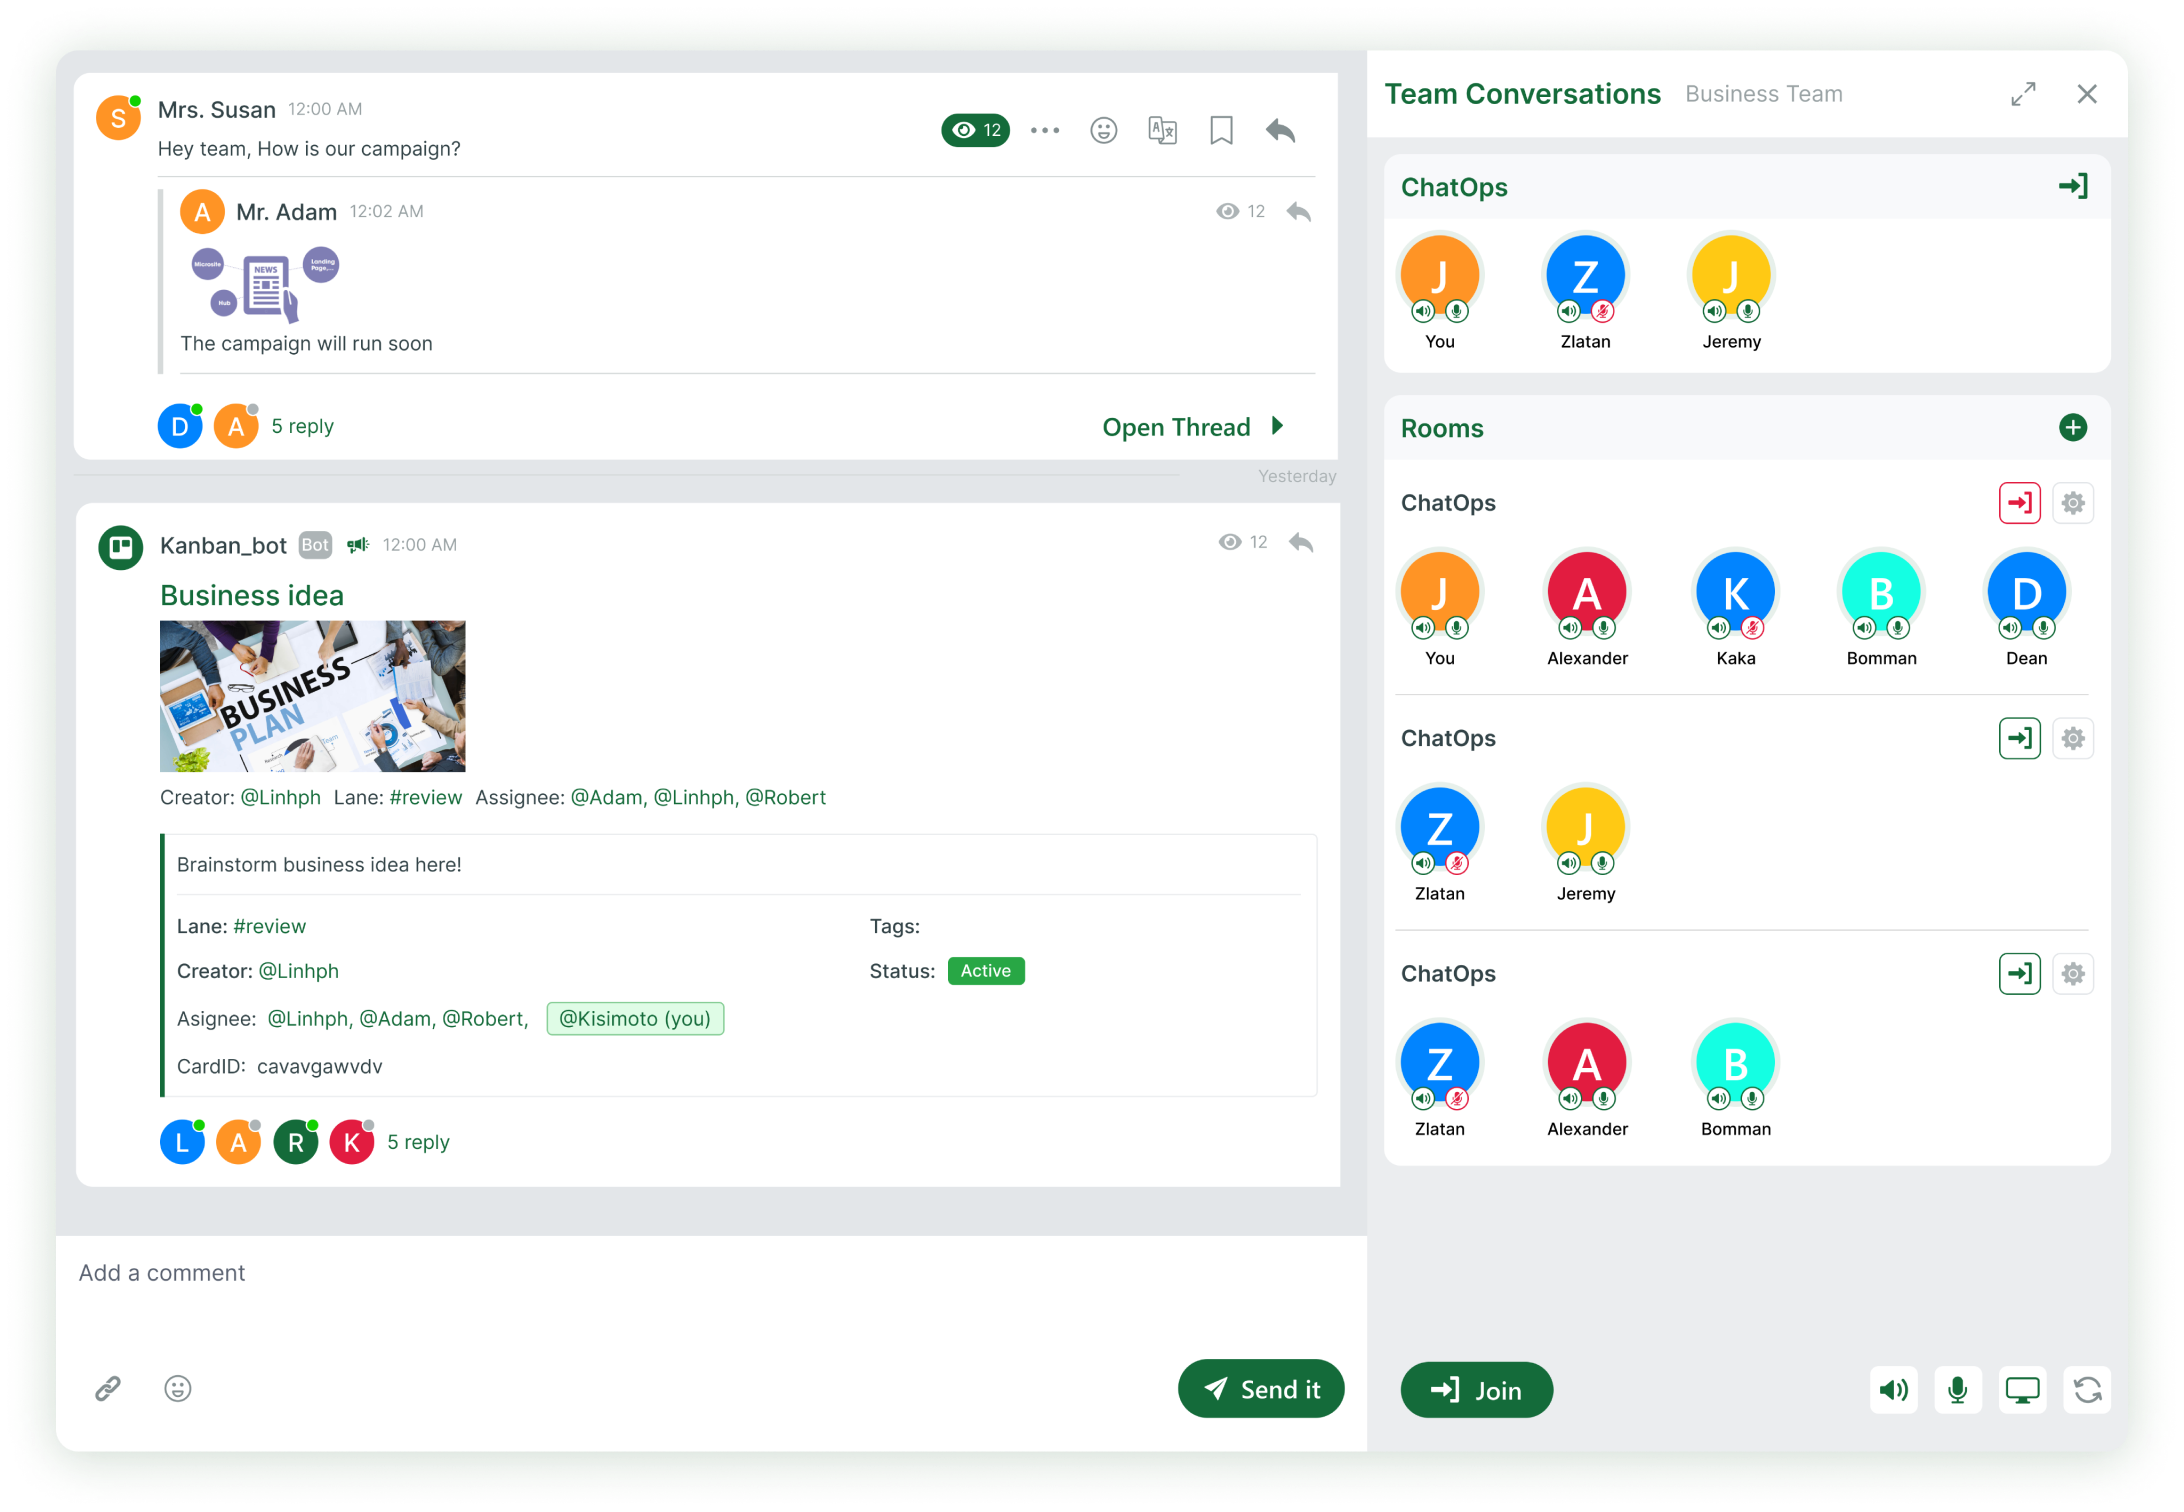 S
Mrs. Susan 12:00 AM
Hey team, How is our campaign?
12
A
Mr. Adam 12:02 AM
12
Microsite
NEWS
Landing
Page,...
Hub
The campaign will run soon
D A 5 reply
Open Thread
Yesterday
Kanban_bot Bot 12:00 AM
12
Business idea
BUSINESS
PLAN
Creator: @Linhph Lane: #review Assignee: @Adam, @Linhph, @Robert
Brainstorm business idea here!
Lane: #review
Tags:
Creator: @Linhph
Status: Active
Asignee: @Linhph, @Adam, @Robert, @Kisimoto (you)
CardID: cavavgawvdv
L A R K 5 reply
Add a comment
Send it
Team Conversations Business Team
ChatOps
J Z J
You Zlatan Jeremy
Rooms
ChatOps
J A K B D
You Alexander Kaka Bomman Dean
ChatOps
Z J
Zlatan Jeremy
ChatOps
Z A B
Zlatan Alexander Bomman
Join